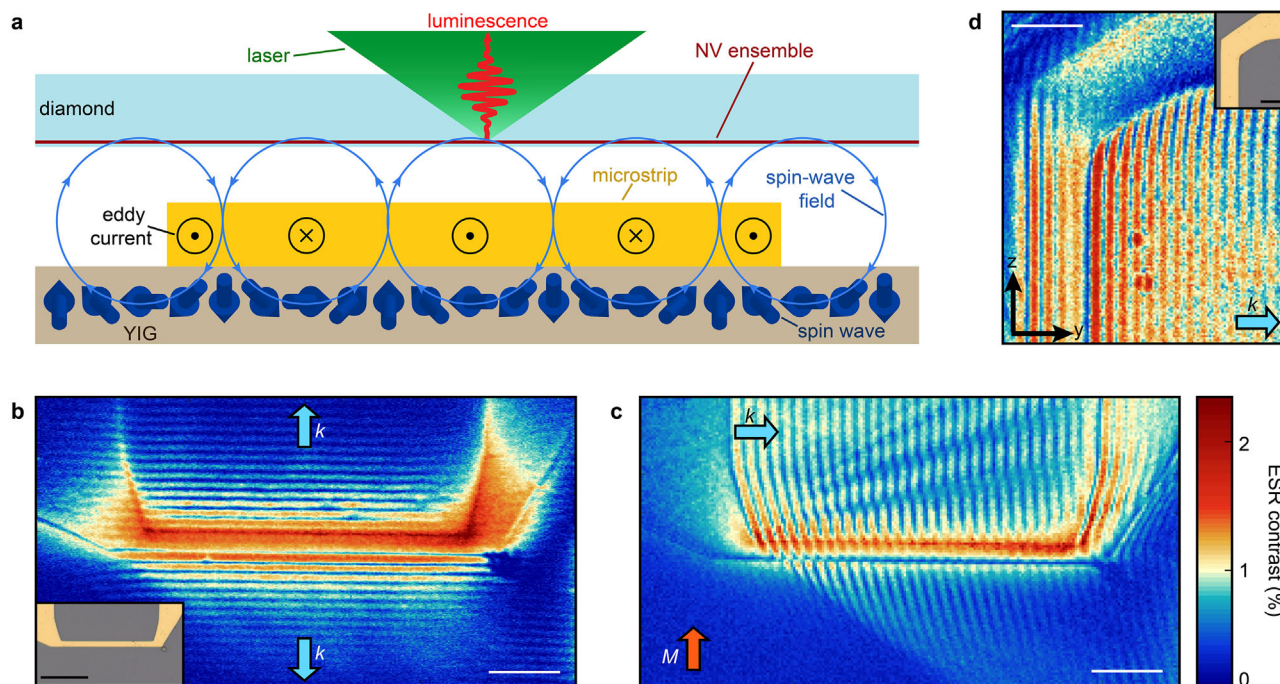 a
luminescence
laser
NV ensemble
diamond
microstrip
spin-wave
field
eddy
current
YIG
spin wave
d
z
y
k
b
k
k
c
k
M
2
1
0
ESR contrast (%)